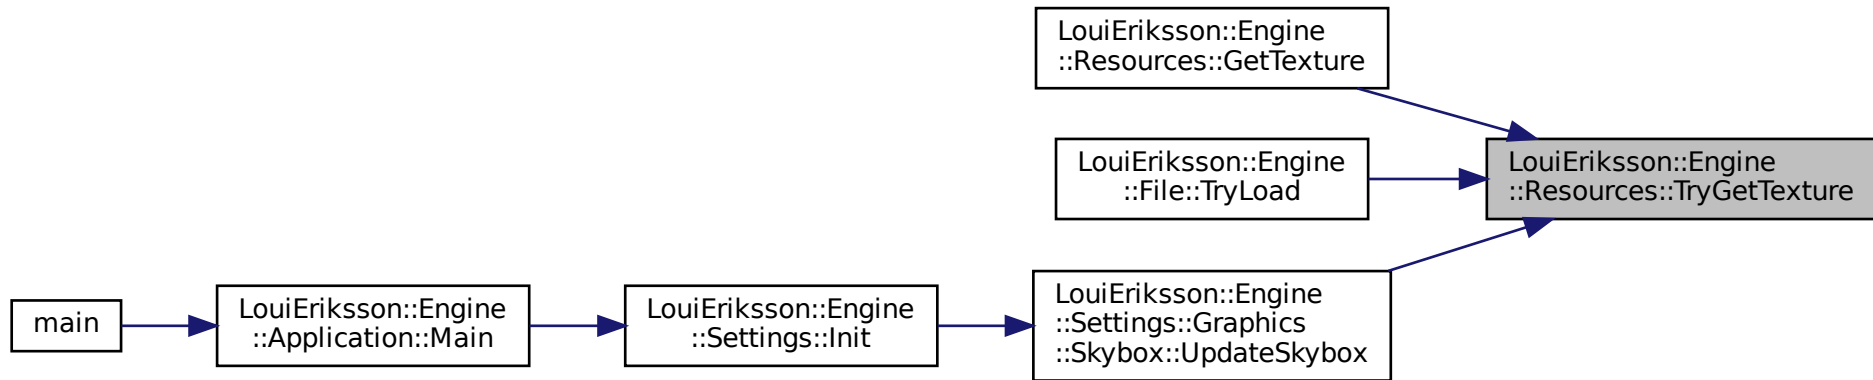 LouiEriksson::Engine
::Resources::GetTexture
LouiEriksson::Engine
::File::TryLoad
LouiEriksson::Engine
::Resources::TryGetTexture
main
LouiEriksson::Engine
::Application::Main
LouiEriksson::Engine
::Settings::Init
LouiEriksson::Engine
::Settings::Graphics
::Skybox::UpdateSkybox